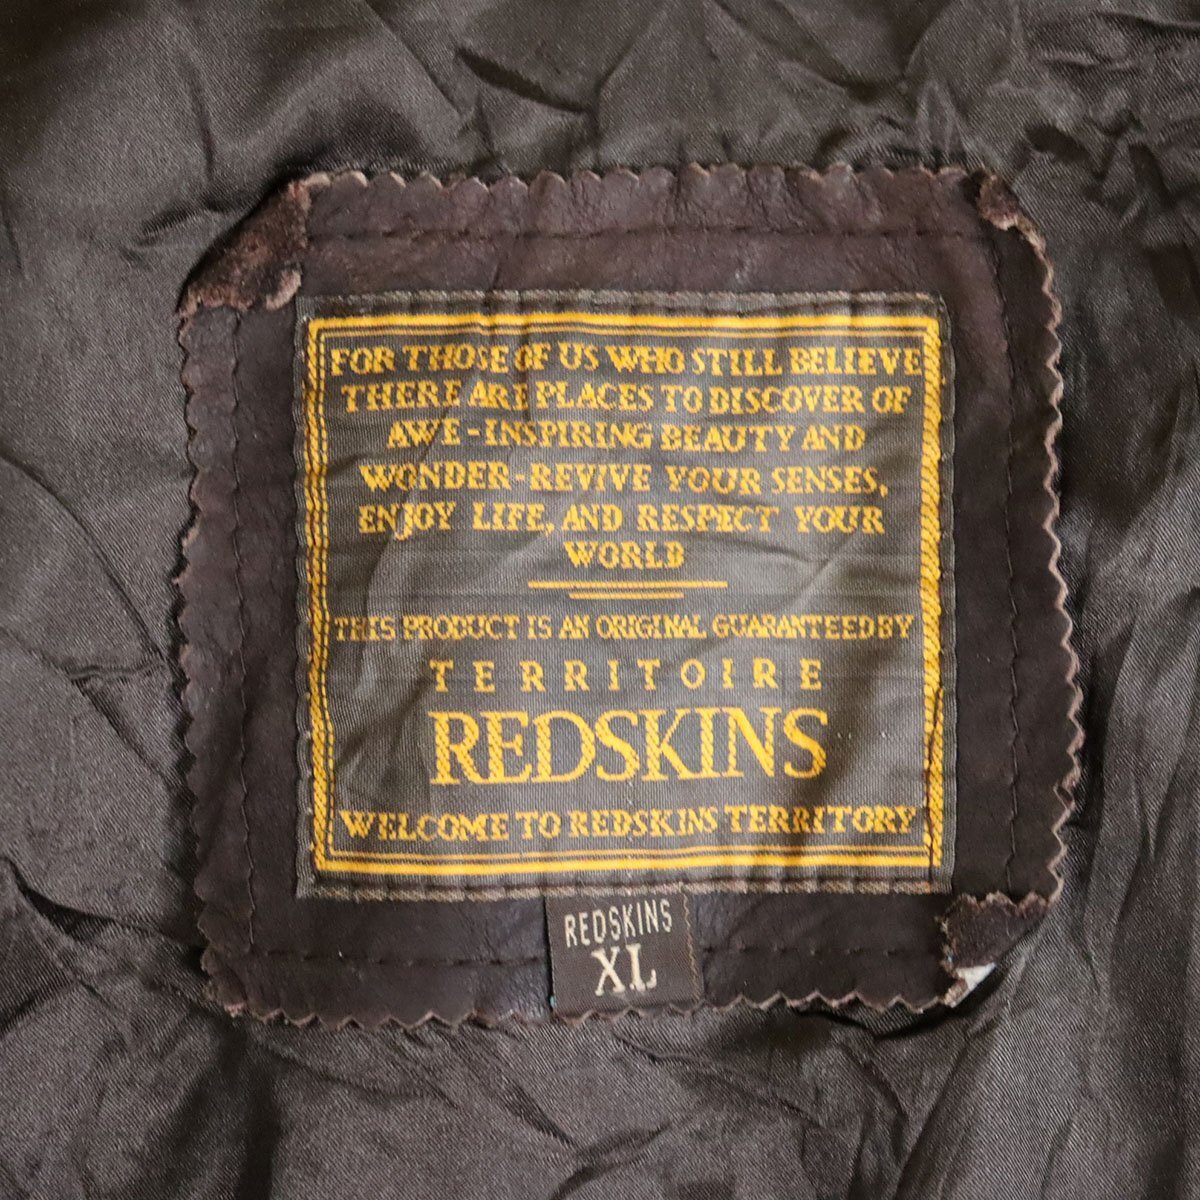 FOR THOSE OF US WHO STILL BELIEVE
THERE ARE PLACES TO DISCOVER OF
AWE-INSPIRING BEAUTY AND
WONDER-REVIVE YOUR SENSES,
ENJOY LIFE, AND RESPECT YOUR
WORLD
THIS PRODUCT IS AN ORIGINAL GUARANTEED BY
TERRITOIRE
REDSKINS
WELCOME TO REDSKINS TERRITORY
REDSKINS
XL